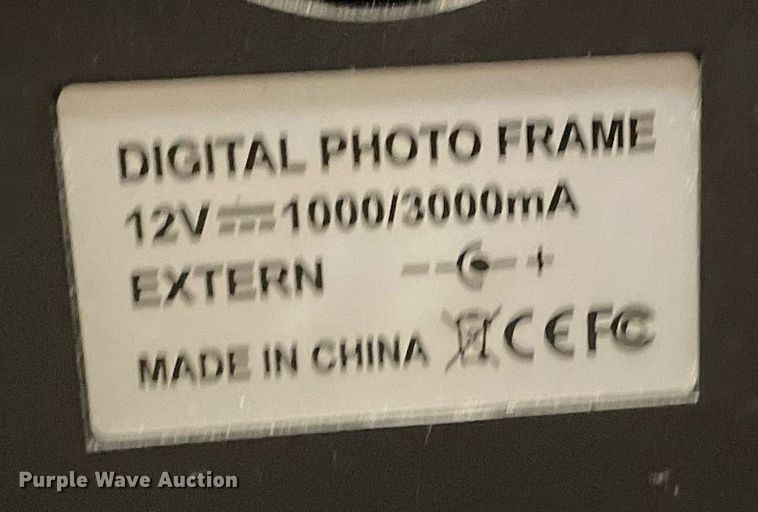 DIGITAL PHOTO FRAME
12V⎓1000/3000mA
EXTERN - +
MADE IN CHINA CE FC
Purple Wave Auction